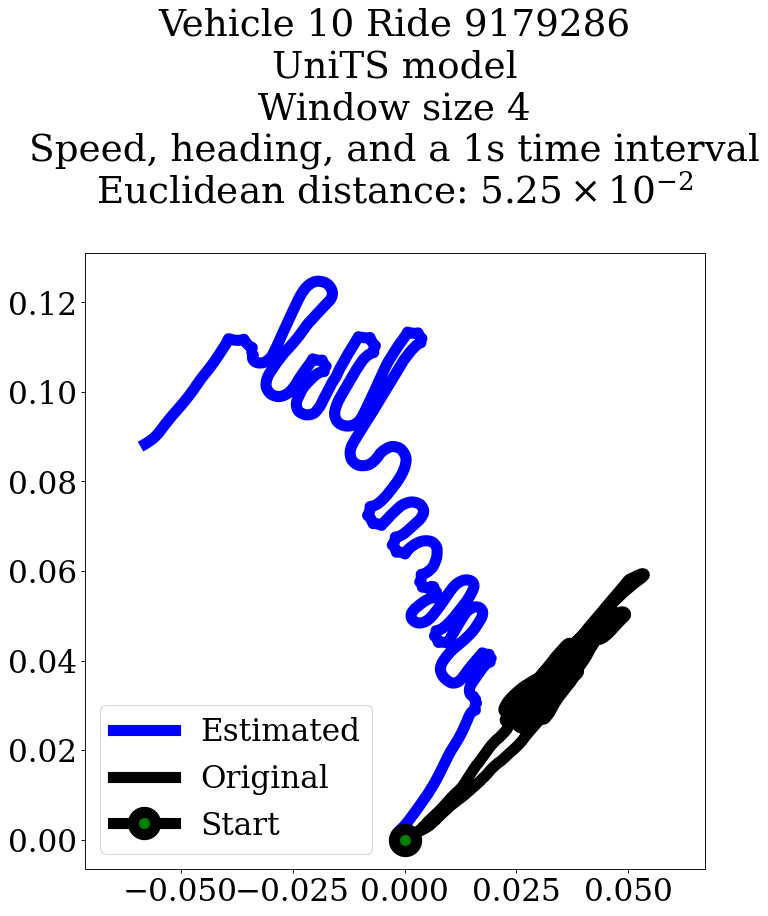 Vehicle 10 Ride 9179286
UniTS model
Window size 4
Speed, heading, and a 1s time interval
Euclidean distance: 5.25 × 10⁻²
0.12
0.10
0.08
0.06
0.04
0.02
0.00
Estimated
Original
Start
−0.050 −0.025 0.000 0.025 0.050